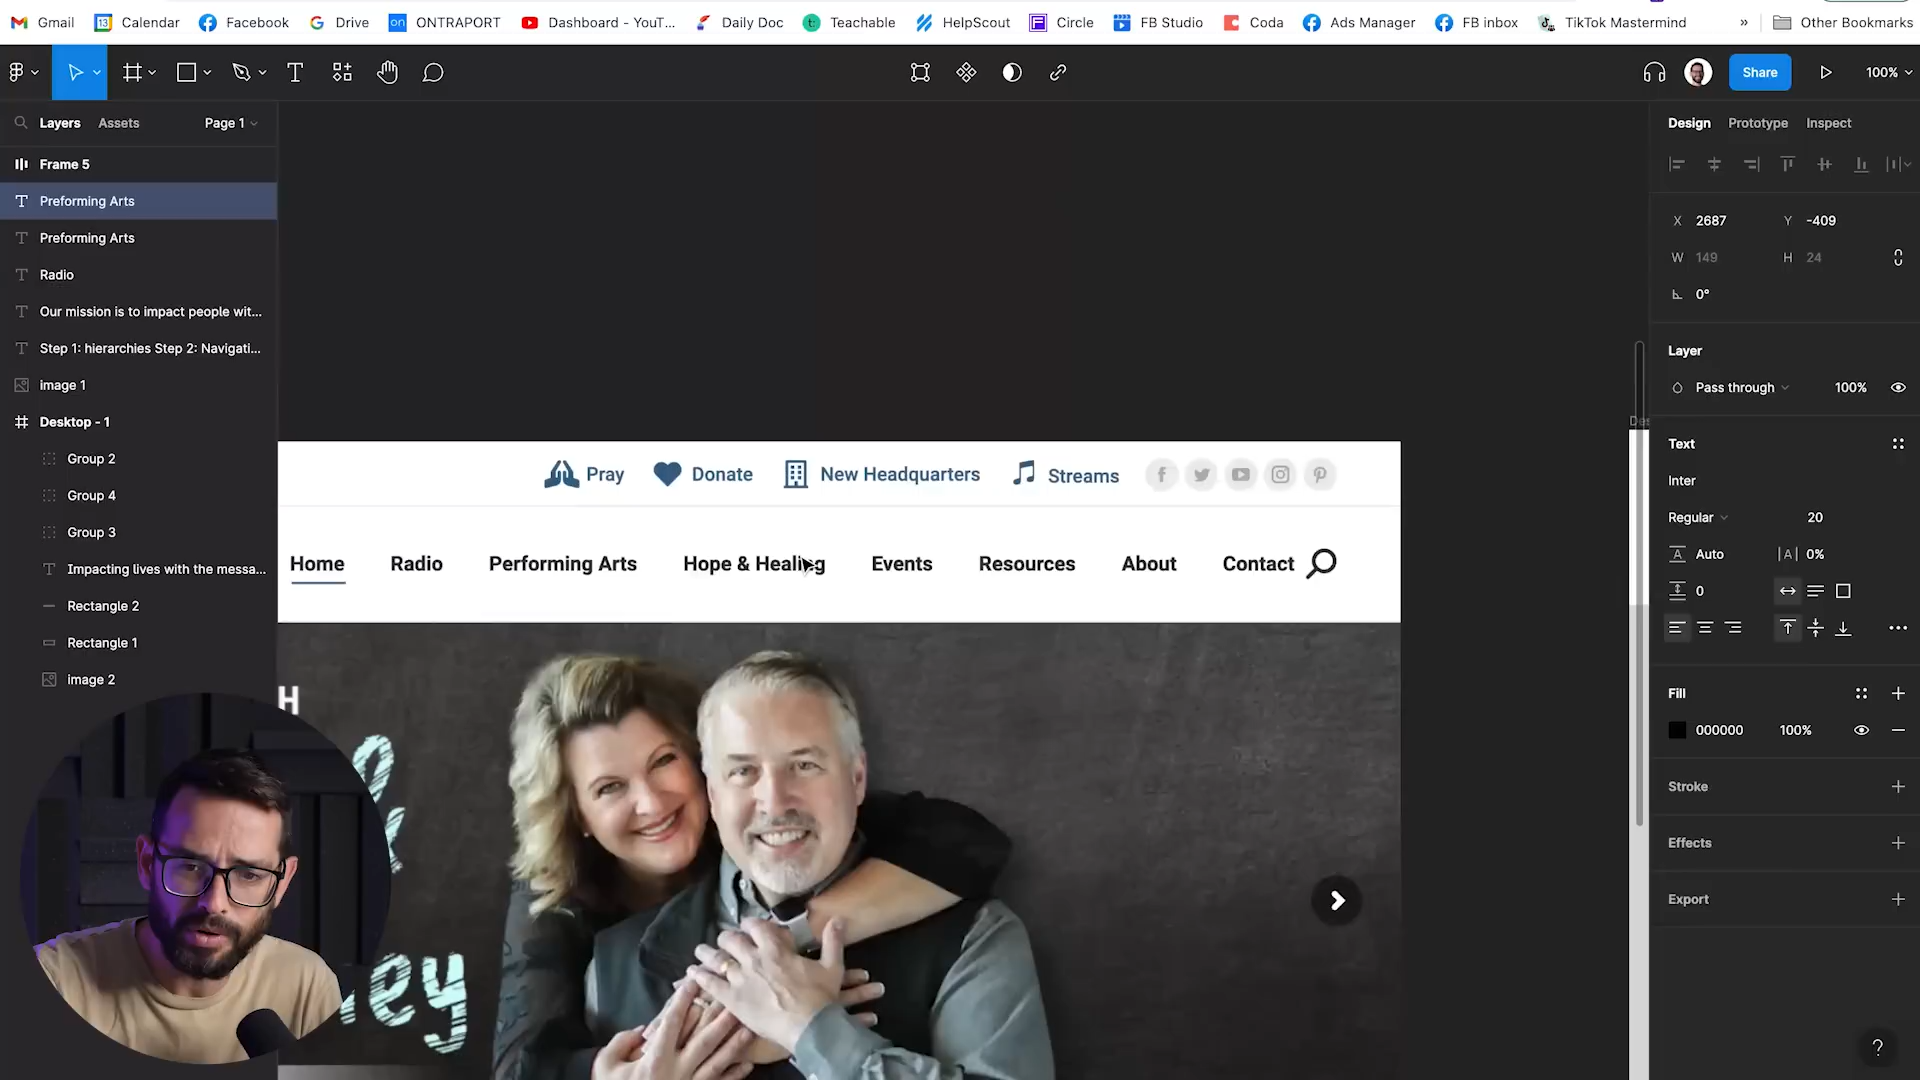 Gmail Calendar Facebook Drive ONTRAPORT Dashboard - YouT... Daily Doc Teachable HelpScout Circle FB Studio Coda Ads Manager FB inbox TikTok Mastermind » Other Bookmarks
Share 100%
Layers Assets Page 1
Design Prototype Inspect
Frame 5
Preforming Arts
Preforming Arts
Radio
Our mission is to impact people wit...
Step 1: hierarchies Step 2: Navigati...
image 1
Desktop - 1
Group 2
Group 4
Group 3
Impacting lives with the messa...
Rectangle 2
Rectangle 1
image 2
Pray Donate New Headquarters Streams
Home Radio Performing Arts Hope & Healing Events Resources About Contact
H
ey
X 2687 Y -409
W 149 H 24
0°
Layer
Pass through 100%
Text
Inter
Regular 20
Auto |A| 0%
0
Fill
000000 100%
Stroke
Effects
Export
?